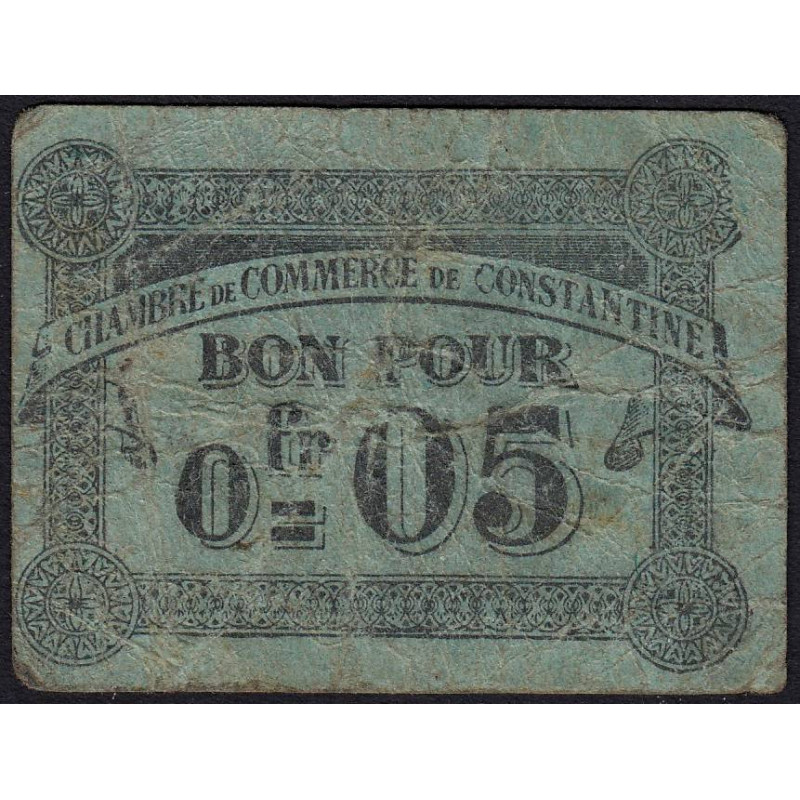 CHAMBRE DE COMMERCE DE CONSTANTINE
BON POUR
0 fr = 05